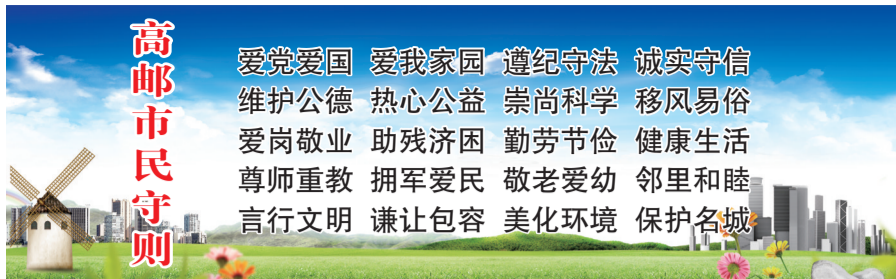 高邮市民守则
爱党爱国 爱我家园 遵纪守法 诚实守信
维护公德 热心公益 崇尚科学 移风易俗
爱岗敬业 助残济困 勤劳节俭 健康生活
尊师重教 拥军爱民 敬老爱幼 邻里和睦
言行文明 谦让包容 美化环境 保护名城